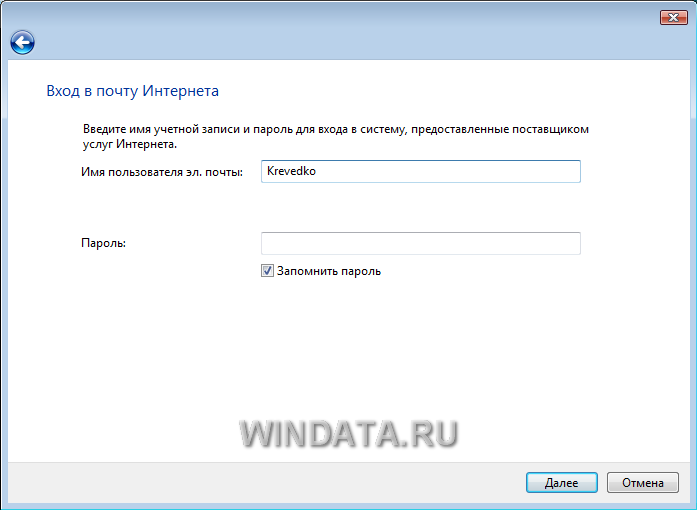 Вход в почту Интернета
Введите имя учетной записи и пароль для входа в систему, предоставленные поставщиком
услуг Интернета.
Имя пользователя эл. почты: Krevedko
Пароль:
Запомнить пароль
WINDATA.RU
Далее Отмена